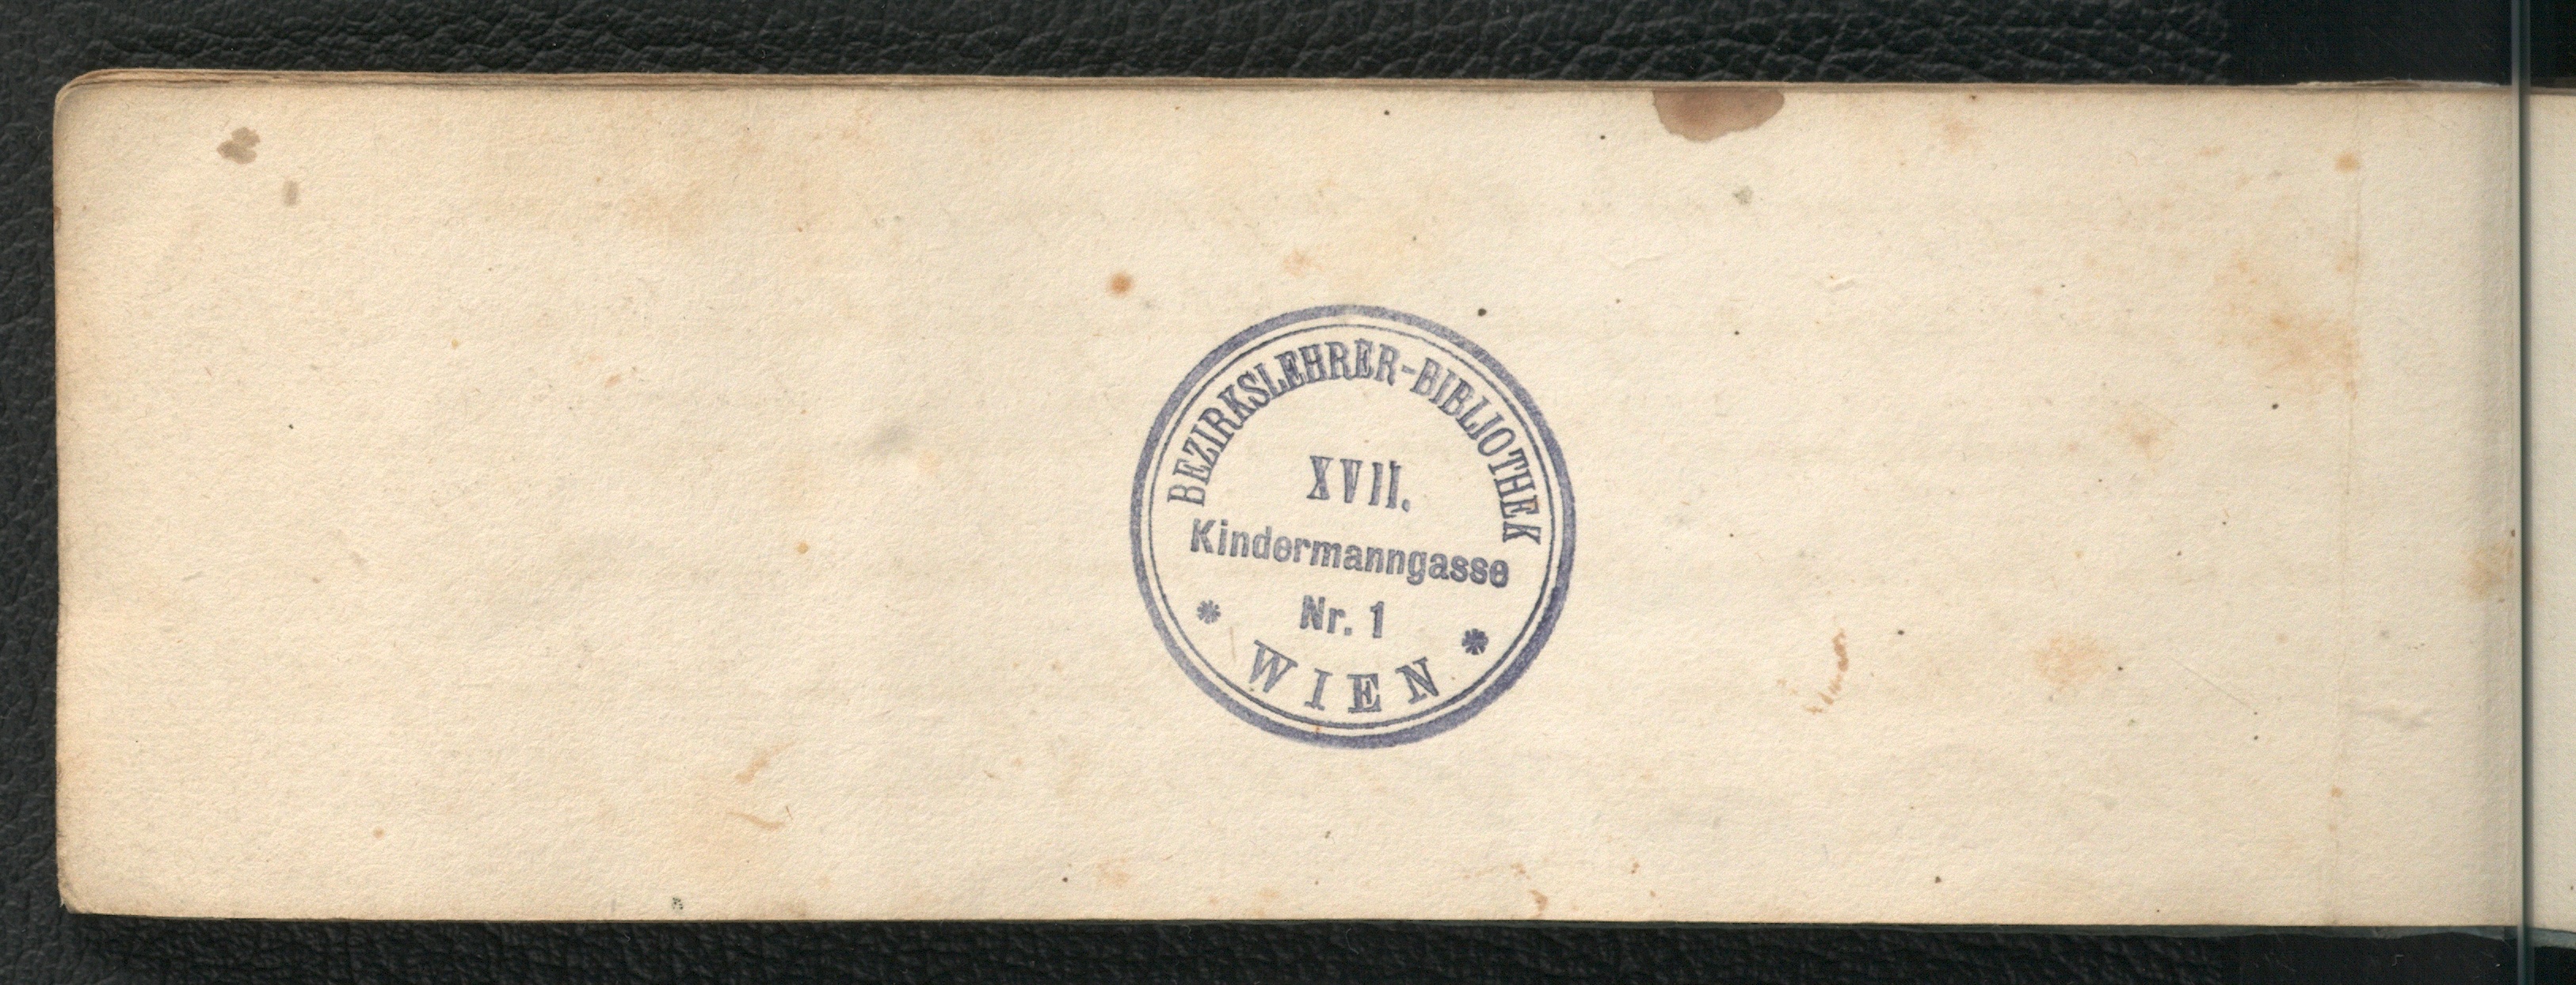 BEZIRKSLEHRER-BIBLIOTHEK
XVII.
Kindermanngasse
Nr. 1
* WIEN *